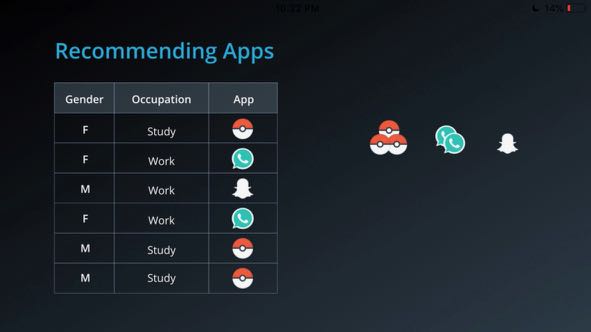 10:22 PM
14%
Recommending Apps
Gender Occupation App
F Study
F Work
M Work
F Work
M Study
M Study